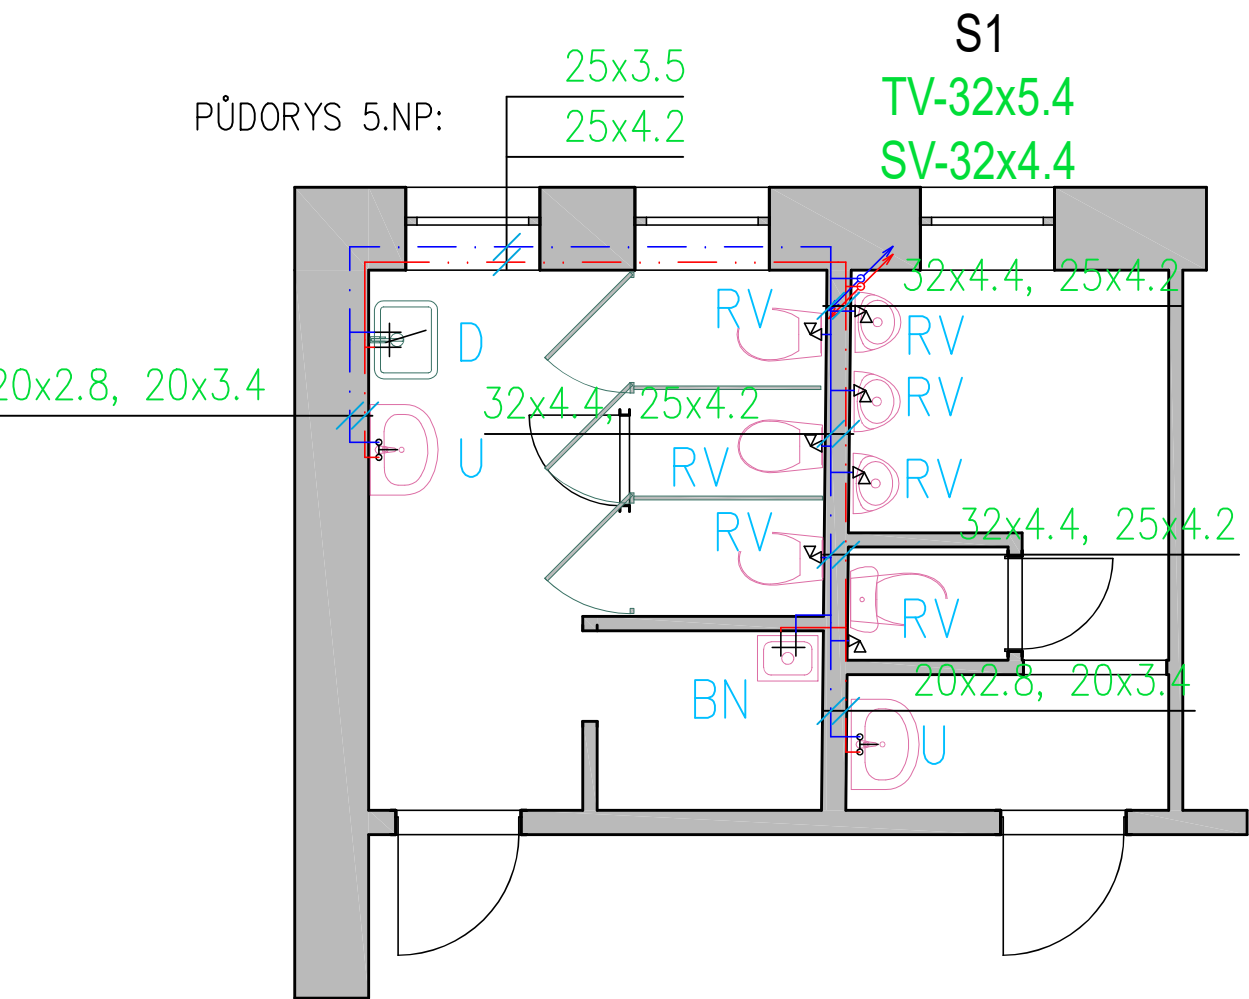 S1
25x3.5
TV-32x5.4
PŮDORYS 5.NP:
25x4.2
SV-32x4.4
32x4.4, 25x4.2
RV
RV
D
20x2.8, 20x3.4
32x4.4, 25x4.2
RV
U
RV
RV
RV
32x4.4, 25x4.2
RV
20x2.8, 20x3.4
BN
U